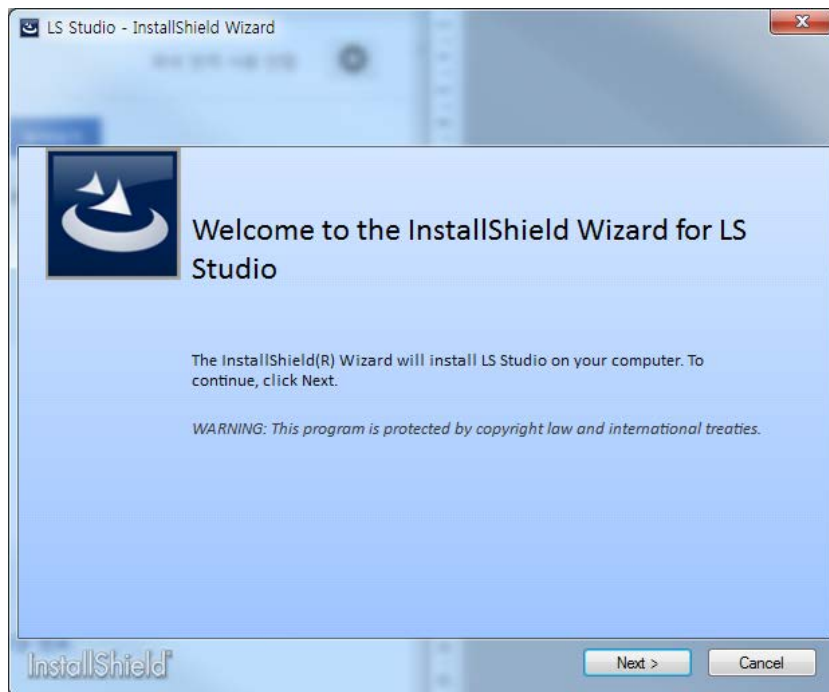 LS Studio - InstallShield Wizard
Welcome to the InstallShield Wizard for LS
Studio
The InstallShield(R) Wizard will install LS Studio on your computer. To
continue, click Next.
WARNING: This program is protected by copyright law and international treaties.
InstallShield
Next >
Cancel